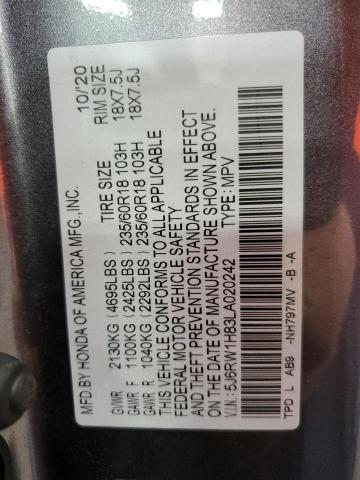 MFD.BY HONDA OF AMERICA MFG.,INC. 10/'20
TIRE SIZE RIM SIZE
GVWR 2130KG (4695LBS)
GAWR F 1100KG (2425LBS) 235/60R18 103H 18X7.5J
GAWR R 1040KG (2292LBS) 235/60R18 103H 18X7.5J
THIS VEHICLE CONFORMS TO ALL APPLICABLE
FEDERAL MOTOR VEHICLE SAFETY
AND THEFT PREVENTION STANDARDS IN EFFECT
ON THE DATE OF MANUFACTURE SHOWN ABOVE.
V.I.N.:5J6RW1H83LA020242 TYPE:MPV
TPD L AB9 -NH797MV -B -A